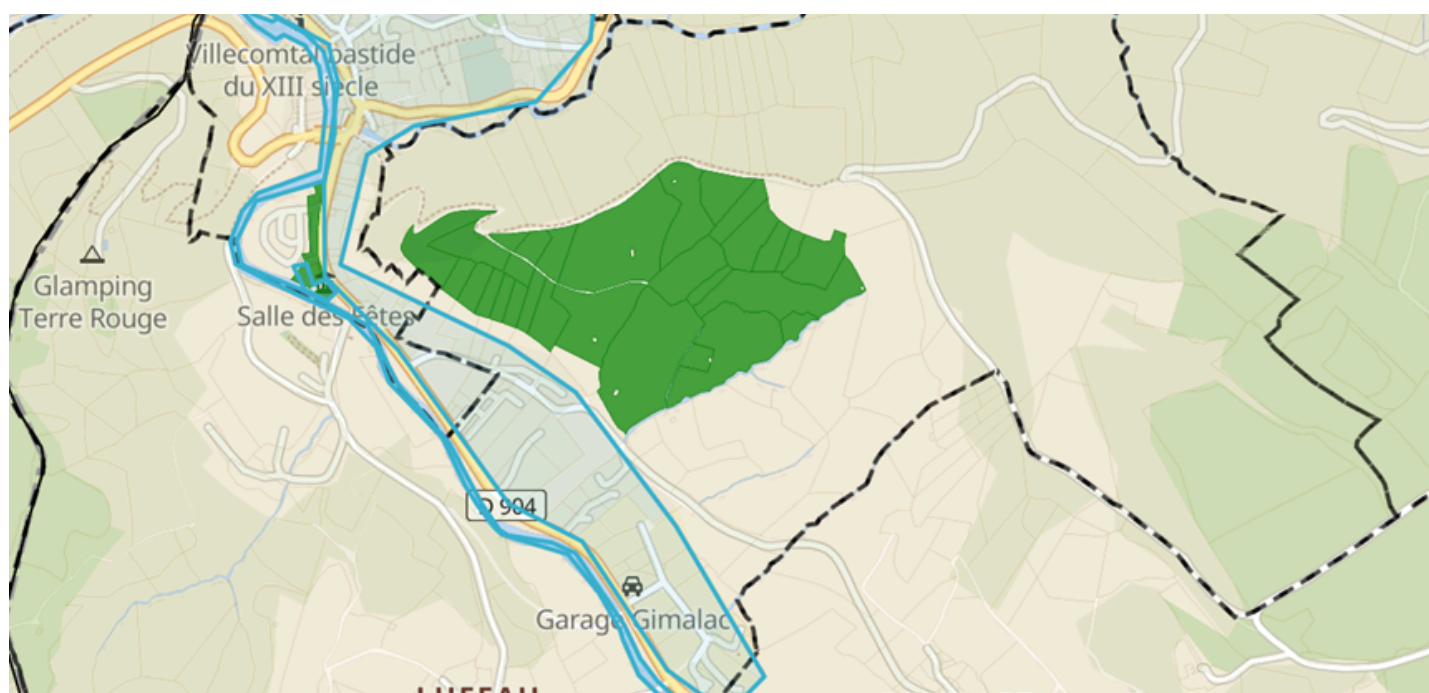 Villecomtal bastide
du XIII siècle
Glamping
Terre Rouge
Salle des Fêtes
D 904
Garage Gimalac